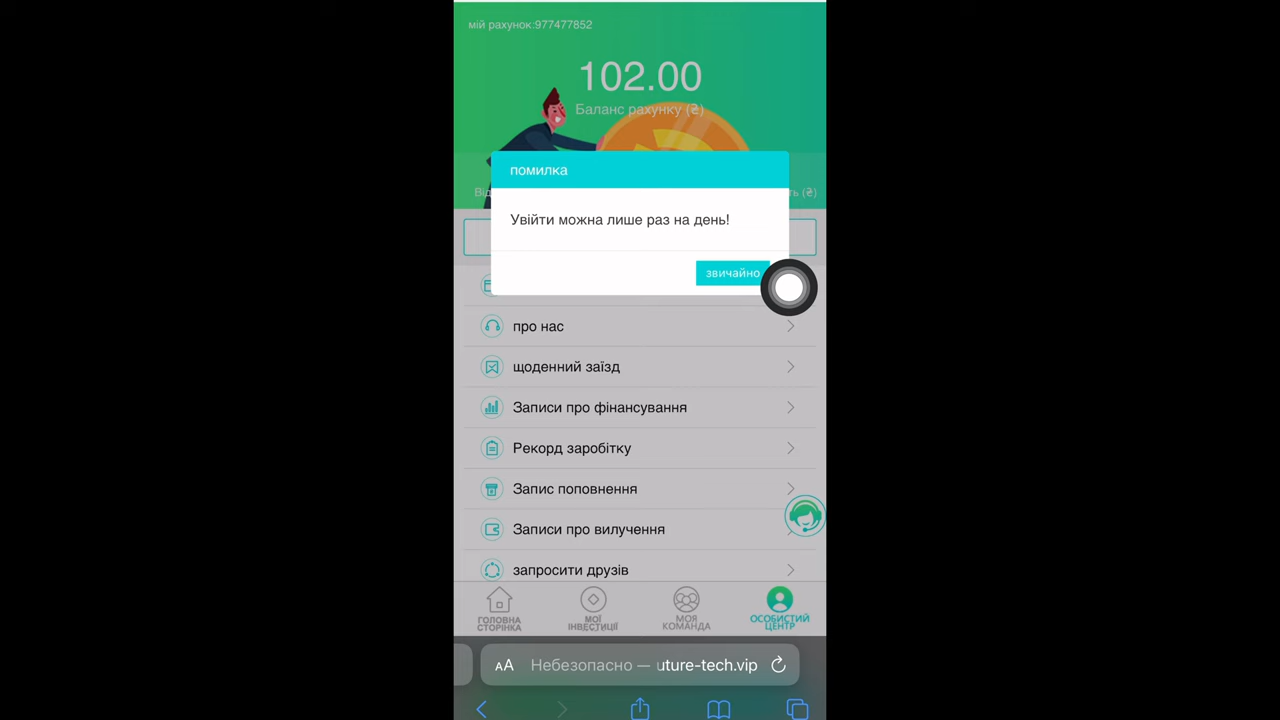 мій рахунок:977477852
102.00
Баланс рахунку (₴)
помилка
Увійти можна лише раз на день!
звичайно
про нас
щоденний заїзд
Записи про фінансування
Рекорд заробітку
Запис поповнення
Записи про вилучення
запросити друзів
ГОЛОВНА СТОРІНКА
МОЇ ІНВЕСТИЦІЇ
МОЯ КОМАНДА
ОСОБИСТИЙ ЦЕНТР
AA Небезопасно — uture-tech.vip